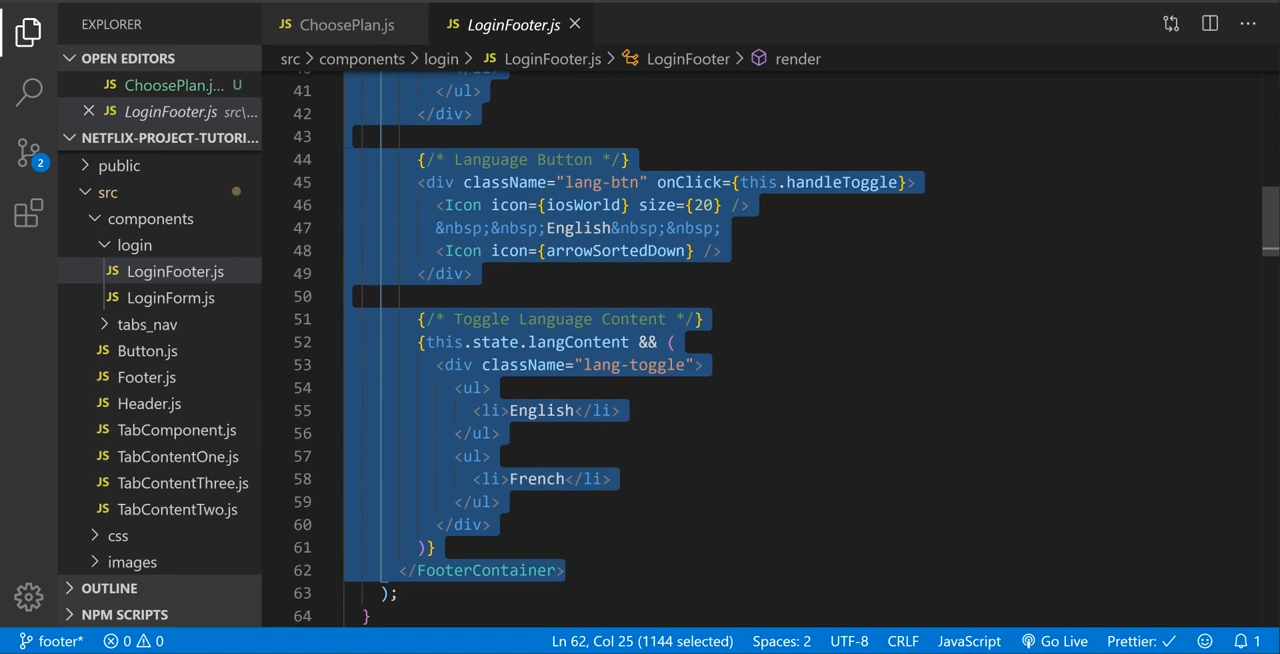 EXPLORER
JS ChoosePlan.js
JS LoginFooter.js
OPEN EDITORS
JS ChoosePlan.j... U
JS LoginFooter.js src\...
NETFLIX-PROJECT-TUTORI...
public
src
components
login
JS LoginFooter.js
JS LoginForm.js
tabs_nav
JS Button.js
JS Footer.js
JS Header.js
JS TabComponent.js
JS TabContentOne.js
JS TabContentThree.js
JS TabContentTwo.js
css
images
OUTLINE
NPM SCRIPTS
2
src > components > login > JS LoginFooter.js > LoginFooter > render
41 </ul>
42 </div>
43
44 {/* Language Button */}
45 <div className="lang-btn" onClick={this.handleToggle}>
46 <Icon icon={iosWorld} size={20} />
47 &nbsp;&nbsp;English&nbsp;&nbsp;
48 <Icon icon={arrowSortedDown} />
49 </div>
50
51 {/* Toggle Language Content */}
52 {this.state.langContent && (
53 <div className="lang-toggle">
54 <ul>
55 <li>English</li>
56 </ul>
57 <ul>
58 <li>French</li>
59 </ul>
60 </div>
61 )}
62 </FooterContainer>
63 );
64 }
footer* 0 0 Ln 62, Col 25 (1144 selected) Spaces: 2 UTF-8 CRLF JavaScript Go Live Prettier: ✓ 1